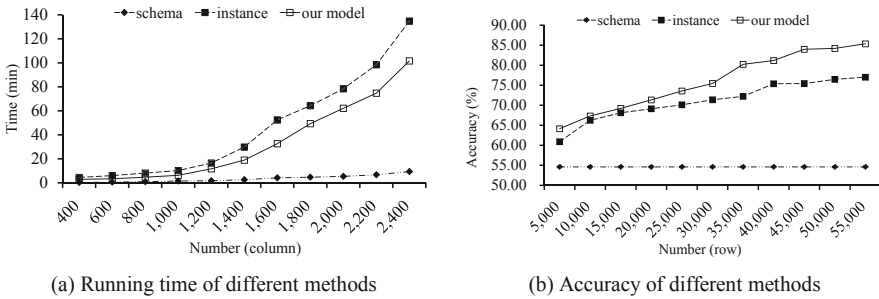 schema instance our model
140
120
100
80
60
40
20
0
Time (min)
400 600 800 1,000 1,200 1,400 1,600 1,800 2,000 2,200 2,400
Number (column)
(a) Running time of different methods
schema instance our model
90.00
85.00
80.00
75.00
70.00
65.00
60.00
55.00
50.00
Accuracy (%)
5,000 10,000 15,000 20,000 25,000 30,000 35,000 40,000 45,000 50,000 55,000
Number (row)
(b) Accuracy of different methods